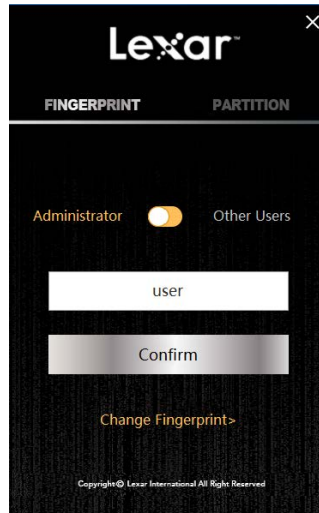 Lexar
FINGERPRINT PARTITION
Administrator Other Users
user
Confirm
Change Fingerprint>
Copyright© Lexar International All Right Reserved